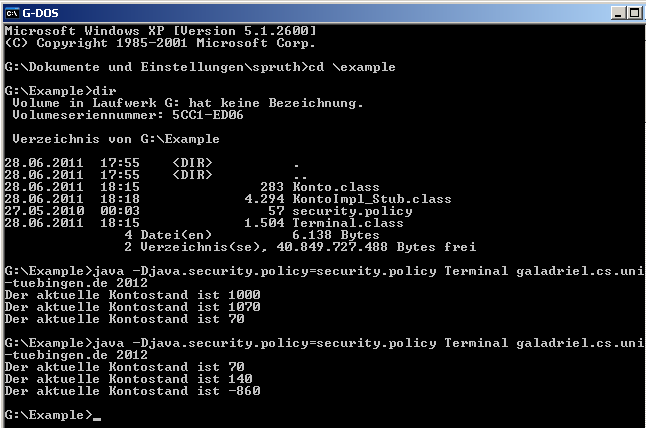 G-DOS
Microsoft Windows XP [Version 5.1.2600]
(C) Copyright 1985-2001 Microsoft Corp.
G:\Dokumente und Einstellungen\spruth>cd \example
G:\Example>dir
Volume in Laufwerk G: hat keine Bezeichnung.
Volumeseriennummer: 5CC1-ED06
Verzeichnis von G:\Example
28.06.2011  17:55    <DIR>          .
28.06.2011  17:55    <DIR>          ..
28.06.2011  18:15               283 Konto.class
28.06.2011  18:18             4.294 KontoImpl_Stub.class
27.05.2010  00:03                57 security.policy
28.06.2011  18:15             1.504 Terminal.class
4 Datei(en)          6.138 Bytes
2 Verzeichnis(se), 40.849.727.488 Bytes frei
G:\Example>java -Djava.security.policy=security.policy Terminal galadriel.cs.uni
-tuebingen.de 2012
Der aktuelle Kontostand ist 1000
Der aktuelle Kontostand ist 1070
Der aktuelle Kontostand ist 70
G:\Example>java -Djava.security.policy=security.policy Terminal galadriel.cs.uni
-tuebingen.de 2012
Der aktuelle Kontostand ist 70
Der aktuelle Kontostand ist 140
Der aktuelle Kontostand ist -860
G:\Example>_